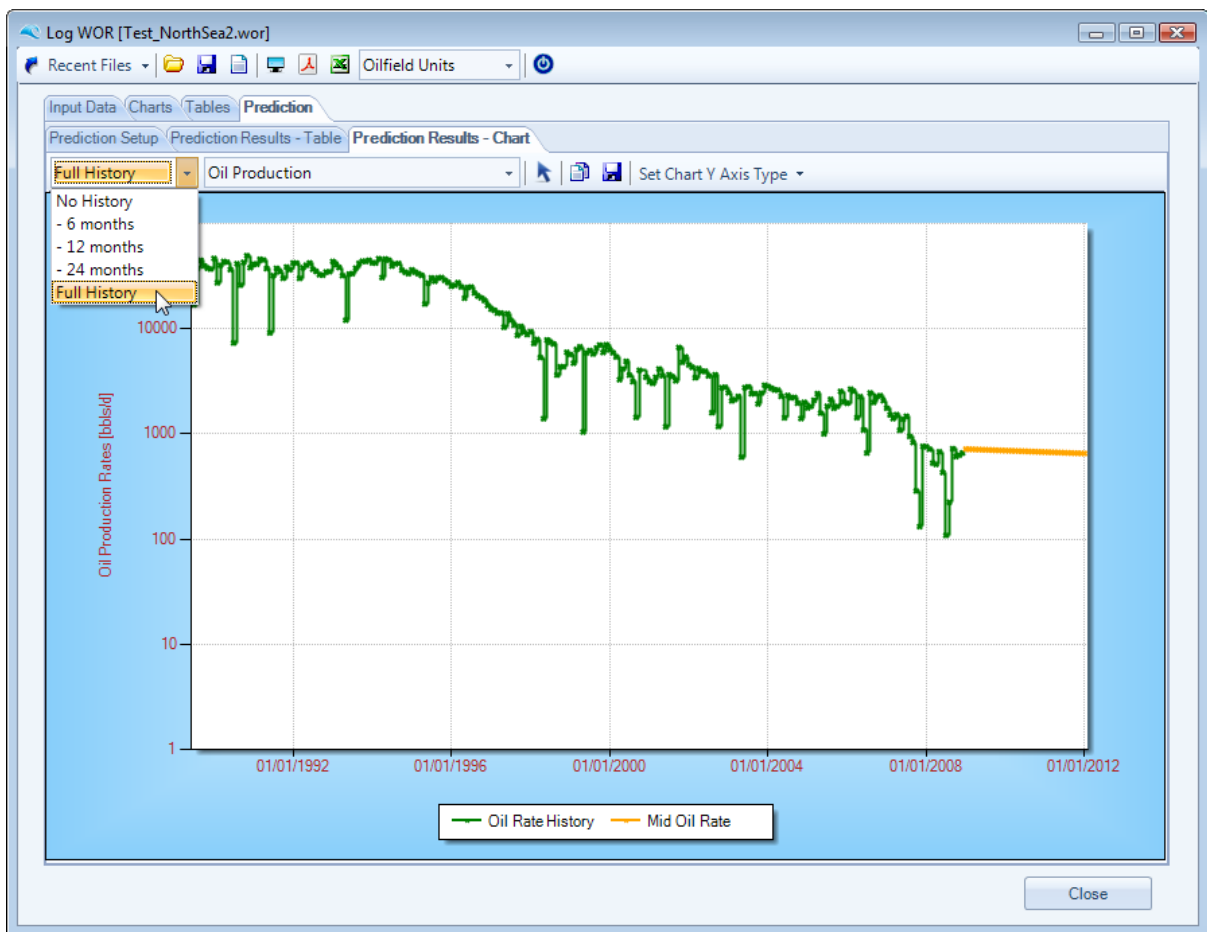 Log WOR [Test_NorthSea2.wor]
Recent Files Oilfield Units
Input Data Charts Tables Prediction
Prediction Setup Prediction Results - Table Prediction Results - Chart
Full History Oil Production Set Chart Y Axis Type
No History
- 6 months
- 12 months
- 24 months
Full History
10000
1000
100
10
1
Oil Production Rates [bbls/d]
01/01/1992 01/01/1996 01/01/2000 01/01/2004 01/01/2008 01/01/2012
Oil Rate History Mid Oil Rate
Close